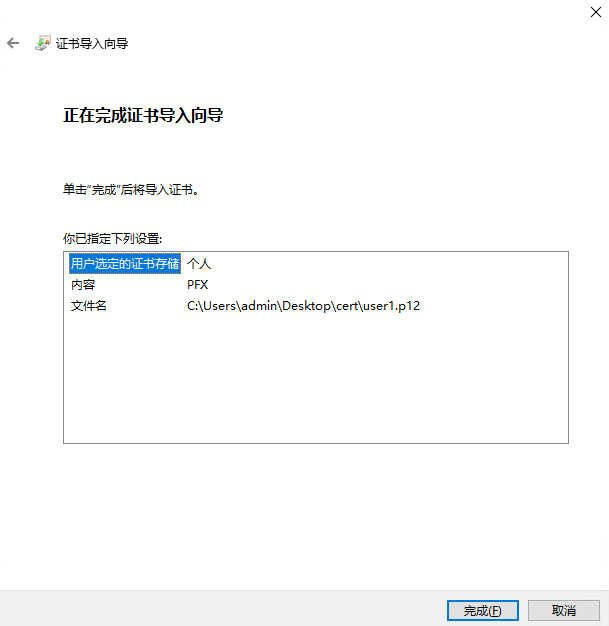 证书导入向导
正在完成证书导入向导
单击“完成”后将导入证书。
你已指定下列设置:
用户选定的证书存储 个人
内容 PFX
文件名 C:\Users\admin\Desktop\cert\user1.p12
完成(F) 取消